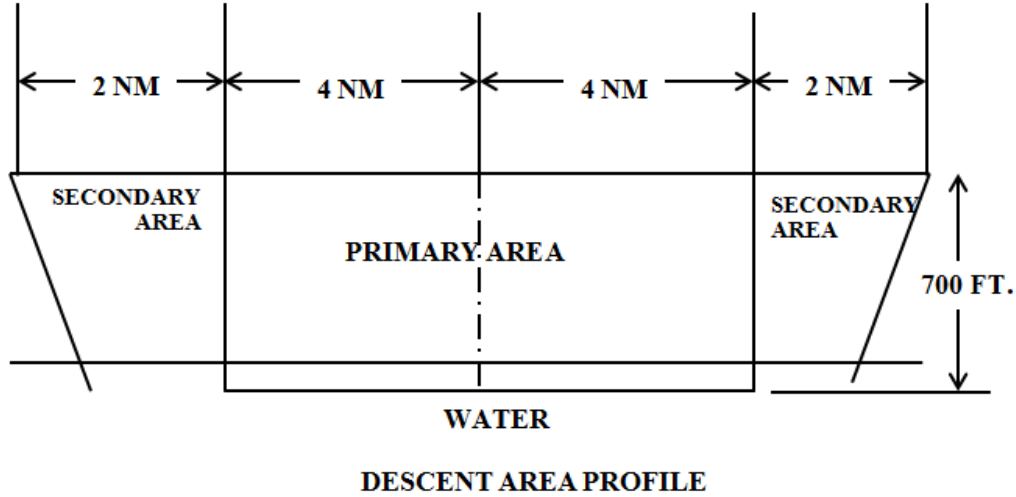 2 NM
4 NM
4 NM
2 NM
SECONDARY
AREA
SECONDARY
AREA
PRIMARY AREA
700 FT.
WATER
DESCENT AREA PROFILE